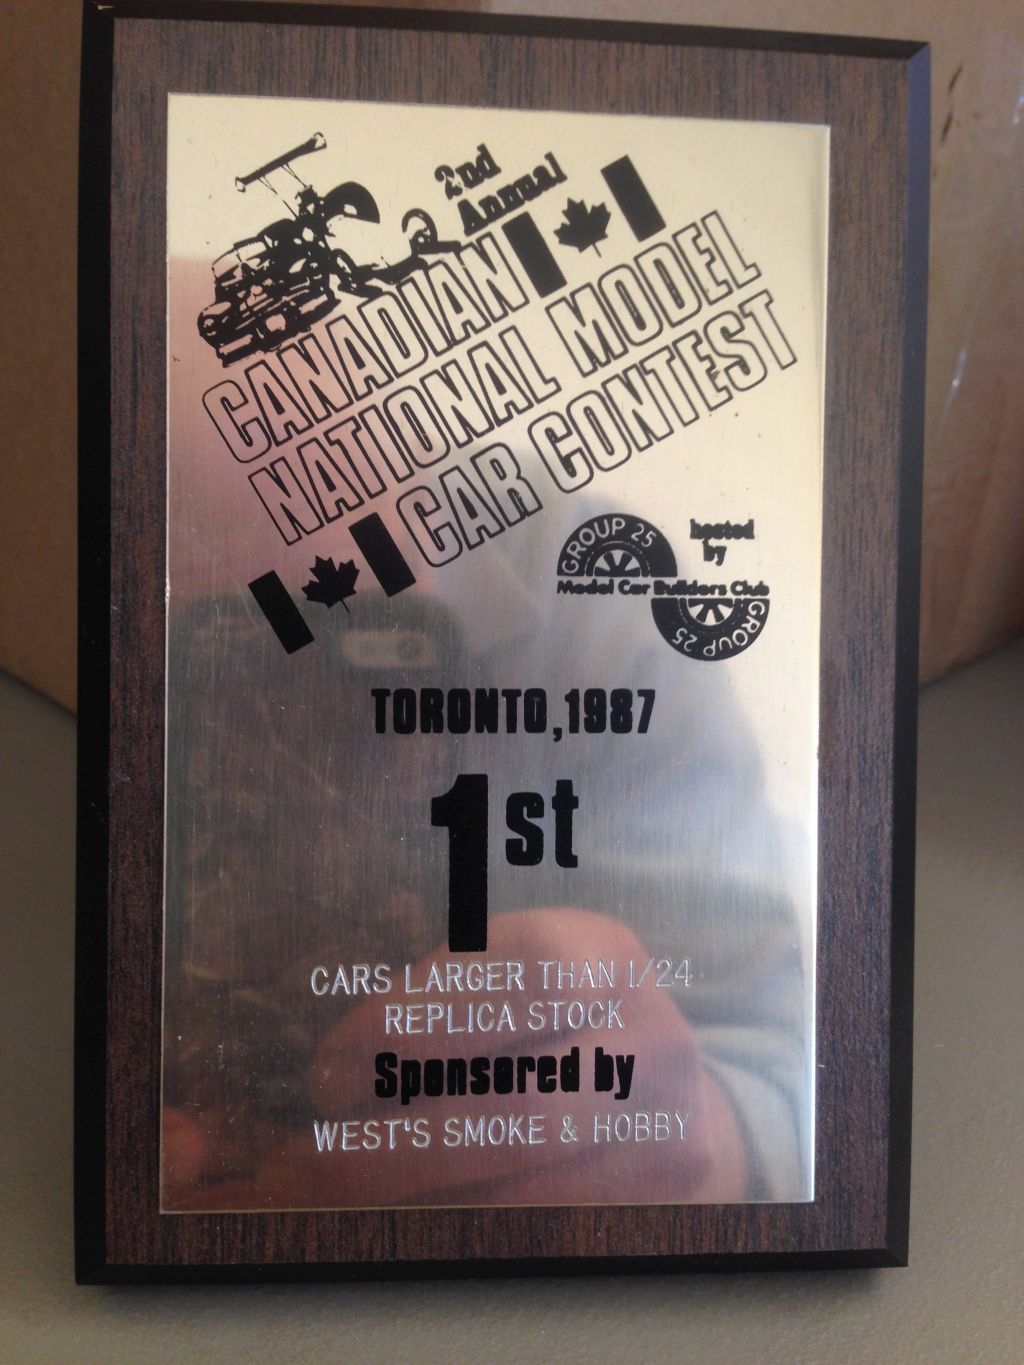 2nd
Annual
CANADIAN
NATIONAL MODEL
CAR CONTEST
GROUP 25
hosted
by
Model Car Builders Club
GROUP 25
TORONTO, 1987
1st
CARS LARGER THAN 1/24
REPLICA STOCK
Sponsored by
WEST'S SMOKE & HOBBY